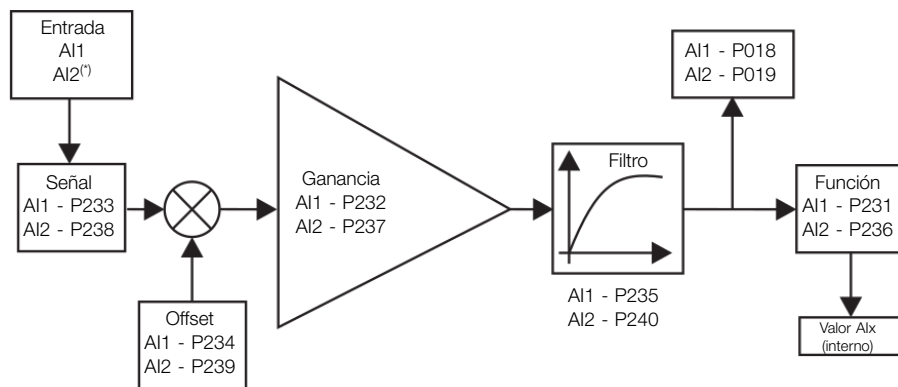 Entrada
AI1
AI2(*)
Señal
AI1 - P233
AI2 - P238
Offset
AI1 - P234
AI2 - P239
Ganancia
AI1 - P232
AI2 - P237
Filtro
AI1 - P235
AI2 - P240
AI1 - P018
AI2 - P019
Función
AI1 - P231
AI2 - P236
Valor AIx
(interno)